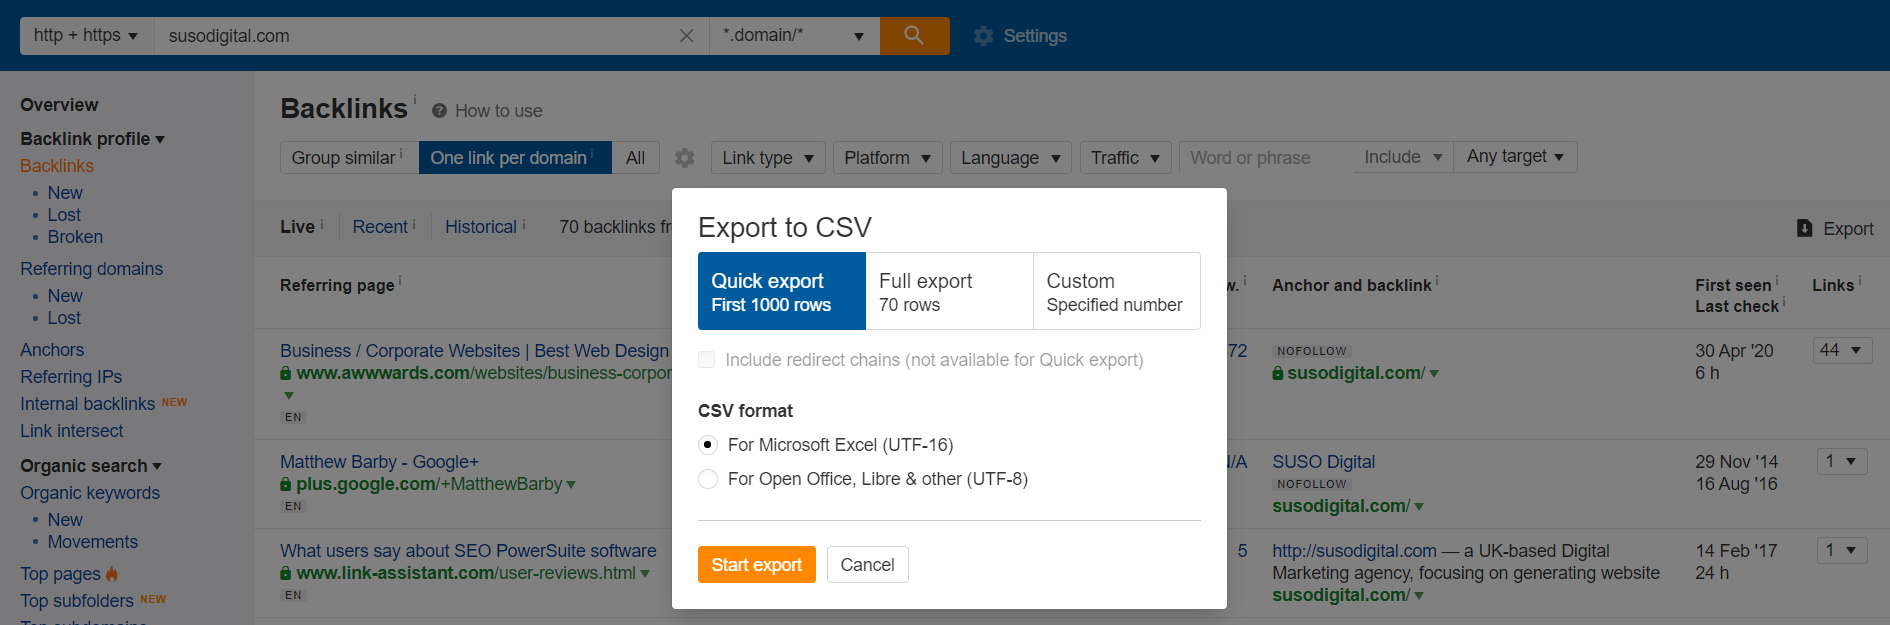 http + https
susodigital.com
*.domain/*
Settings
Overview
Backlink profile
Backlinks
New
Lost
Broken
Referring domains
New
Lost
Anchors
Referring IPs
Internal backlinks NEW
Link intersect
Organic search
Organic keywords
New
Movements
Top pages
Top subfolders NEW
Backlinks i
? How to use
Group similar i
One link per domain i
All
Link type
Platform
Language
Traffic
Word or phrase
Include
Any target
Live i
Recent i
Historical i
70 backlinks
Export
Referring page i
i
Anchor and backlink i
First seen i
Last check i
Links i
Business / Corporate Websites | Best Web Design
www.awwwards.com/websites/business-corpor
EN
72
NOFOLLOW
susodigital.com/
30 Apr '20
6 h
44
Matthew Barby - Google+
plus.google.com/+MatthewBarby
EN
/A
SUSO Digital
NOFOLLOW
susodigital.com/
29 Nov '14
16 Aug '16
1
What users say about SEO PowerSuite software
www.link-assistant.com/user-reviews.html
EN
5
http://susodigital.com — a UK-based Digital
Marketing agency, focusing on generating website
susodigital.com/
14 Feb '17
24 h
1
Export to CSV
Quick export
First 1000 rows
Full export
70 rows
Custom
Specified number
Include redirect chains (not available for Quick export)
CSV format
For Microsoft Excel (UTF-16)
For Open Office, Libre & other (UTF-8)
Start export
Cancel